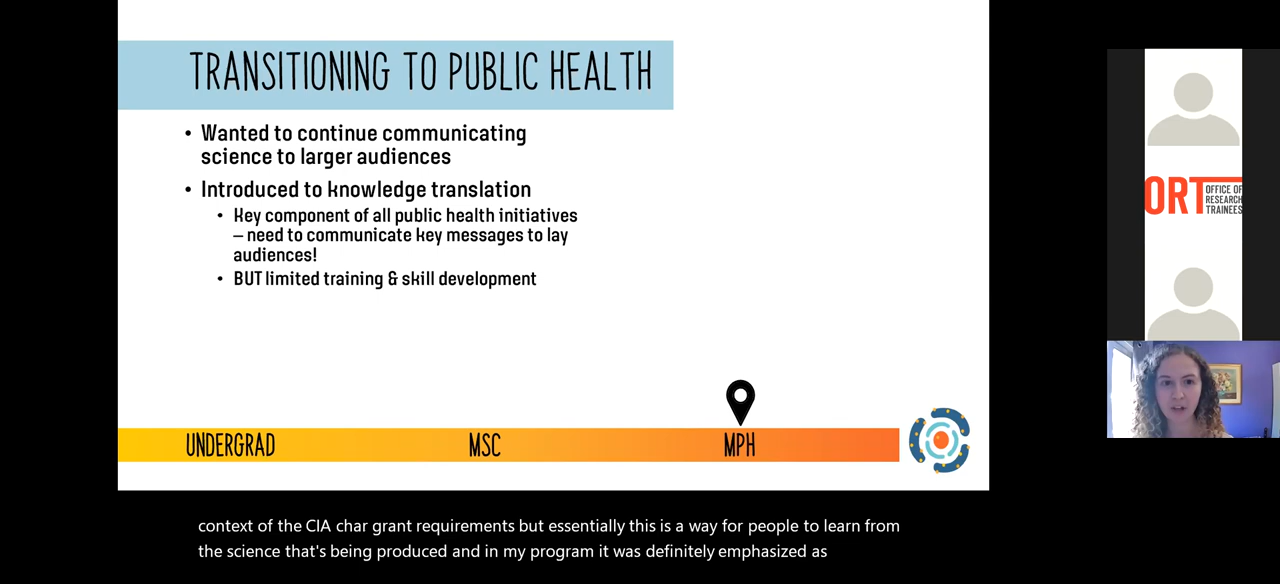 TRANSITIONING TO PUBLIC HEALTH
• Wanted to continue communicating
science to larger audiences
• Introduced to knowledge translation
• Key component of all public health initiatives
– need to communicate key messages to lay
audiences!
• BUT limited training & skill development
UNDERGRAD
MSC
MPH
ORT
OFFICE OF
RESEARCH
TRAINEES
context of the CIA char grant requirements but essentially this is a way for people to learn from
the science that's being produced and in my program it was definitely emphasized as